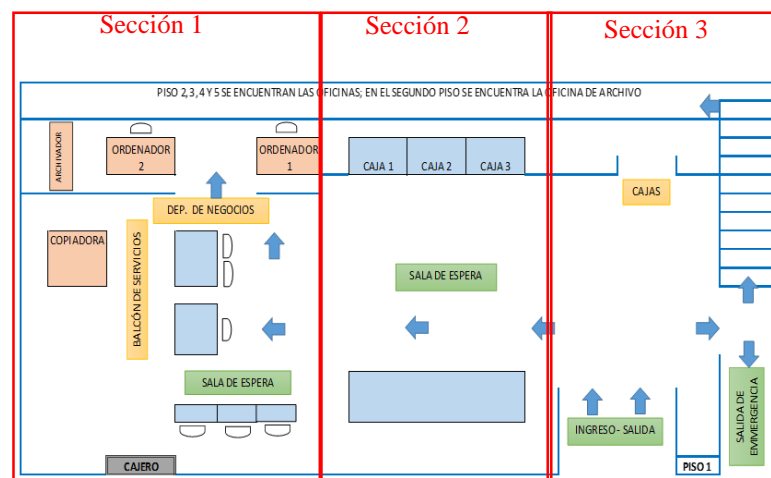 Sección 1
Sección 2
Sección 3
PISO 2,3,4 Y 5 SE ENCUENTRAN LAS OFICINAS; EN EL SEGUNDO PISO SE ENCUENTRA LA OFICINA DE ARCHIVO
ARCHIVADOR
ORDENADOR
2
ORDENADOR
1
CAJA 1
CAJA 2
CAJA 3
CAJAS
DEP. DE NEGOCIOS
COPIADORA
BALCÓN DE SERVICIOS
SALA DE ESPERA
SALA DE ESPERA
INGRESO - SALIDA
SALIDA DE
EMMERGENCIA
CAJERO
PISO 1